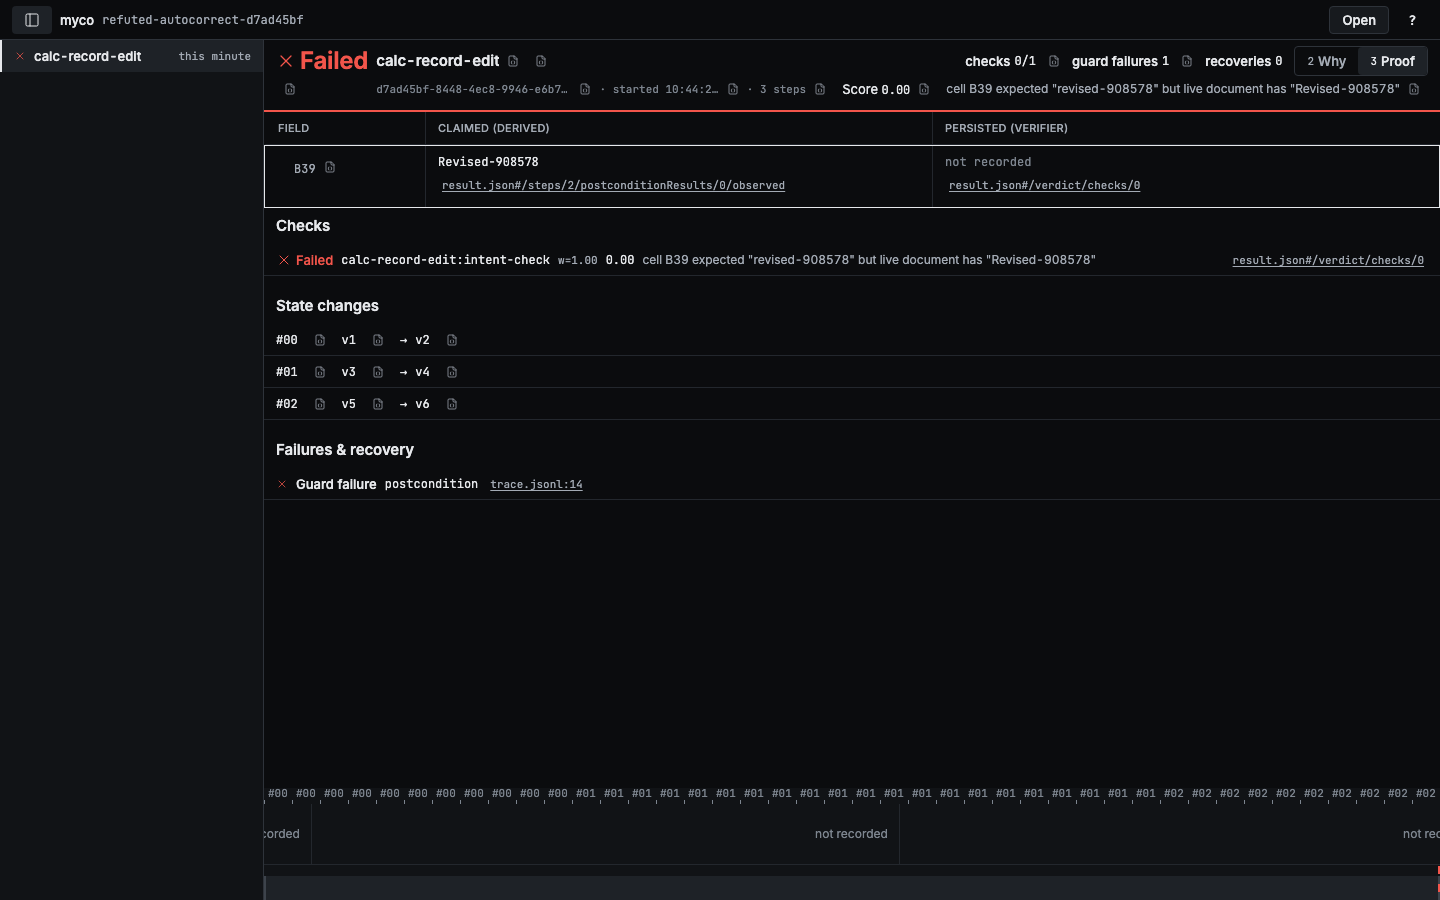 myco refuted-autocorrect-d7ad45bf
Open ?
calc-record-edit this minute
Failed calc-record-edit
checks 0/1 guard failures 1 recoveries 0 2 Why 3 Proof
d7ad45bf-8448-4ec8-9946-e6b7… · started 10:44:2… · 3 steps Score 0.00 cell B39 expected "revised-908578" but live document has "Revised-908578"
FIELD CLAIMED (DERIVED) PERSISTED (VERIFIER)
B39 Revised-908578 not recorded
result.json#/steps/2/postconditionResults/0/observed result.json#/verdict/checks/0
Checks
Failed calc-record-edit:intent-check w=1.00 0.00 cell B39 expected "revised-908578" but live document has "Revised-908578" result.json#/verdict/checks/0
State changes
#00 v1 → v2
#01 v3 → v4
#02 v5 → v6
Failures & recovery
Guard failure postcondition trace.jsonl:14
#00 #00 #00 #00 #00 #00 #00 #00 #00 #00 #00 #01 #01 #01 #01 #01 #01 #01 #01 #01 #01 #01 #01 #01 #01 #01 #01 #01 #01 #01 #01 #01 #02 #02 #02 #02 #02 #02 #02 #02 #02 #02
corded not recorded not rec